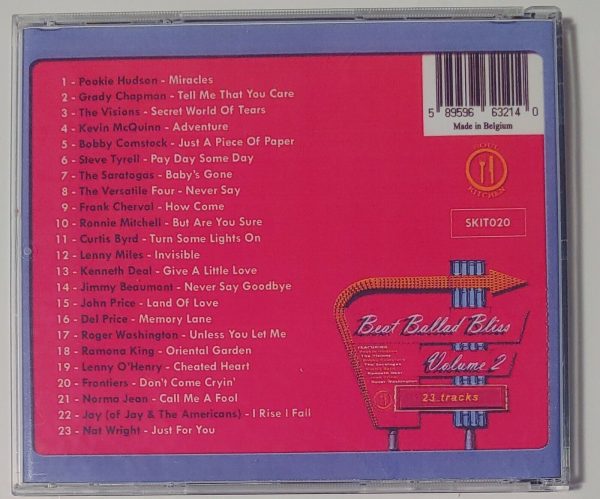 1 - Pookie Hudson - Miracles
2 - Grady Chapman - Tell Me That You Care
3 - The Visions - Secret World Of Tears
4 - Kevin McQuinn - Adventure
5 - Bobby Comstock - Just A Piece Of Paper
6 - Steve Tyrell - Pay Day Some Day
7 - The Saratogas - Baby's Gone
8 - The Versatile Four - Never Say
9 - Frank Cherval - How Come
10 - Ronnie Mitchell - But Are You Sure
11 - Curtis Byrd - Turn Some Lights On
12 - Lenny Miles - Invisible
13 - Kenneth Deal - Give A Little Love
14 - Jimmy Beaumont - Never Say Goodbye
15 - John Price - Land Of Love
16 - Del Price - Memory Lane
17 - Roger Washington - Unless You Let Me
18 - Ramona King - Oriental Garden
19 - Lenny O'Henry - Cheated Heart
20 - Frontiers - Don't Come Cryin'
21 - Norma Jean - Call Me A Fool
22 - Jay (of Jay & The Americans) - I Rise I Fall
23 - Nat Wright - Just For You
5 89596 63214 0
Made in Belgium
SOUL
KITCHEN
SKIT020
Beat Ballad Bliss
FEATURING
Volume 2
23 tracks